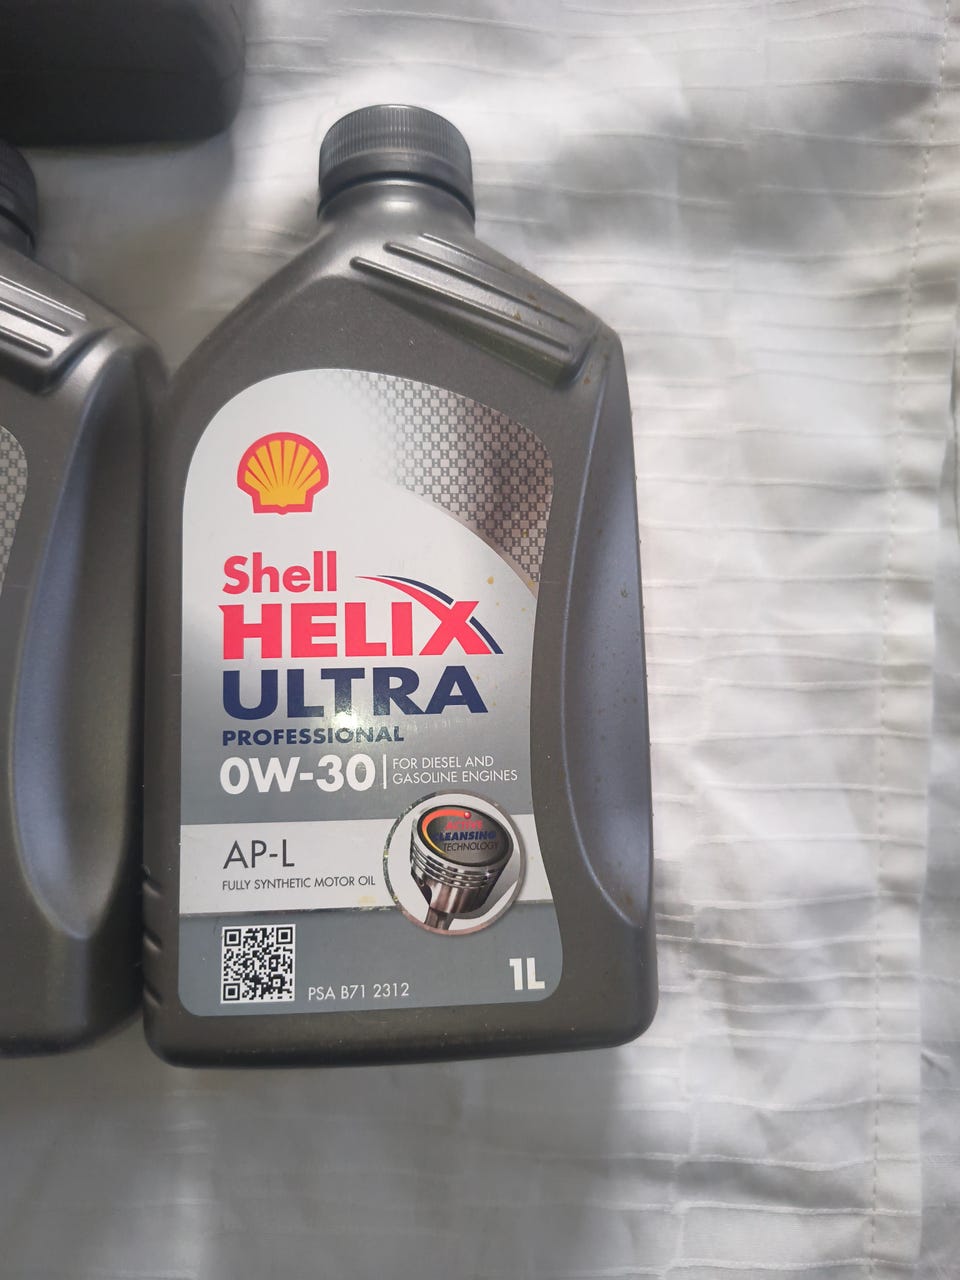 Shell
HELIX
ULTRA
PROFESSIONAL
0W-30
FOR DIESEL AND
GASOLINE ENGINES
ACTIVE
CLEANSING
TECHNOLOGY
AP-L
FULLY SYNTHETIC MOTOR OIL
PSA B71 2312
1L